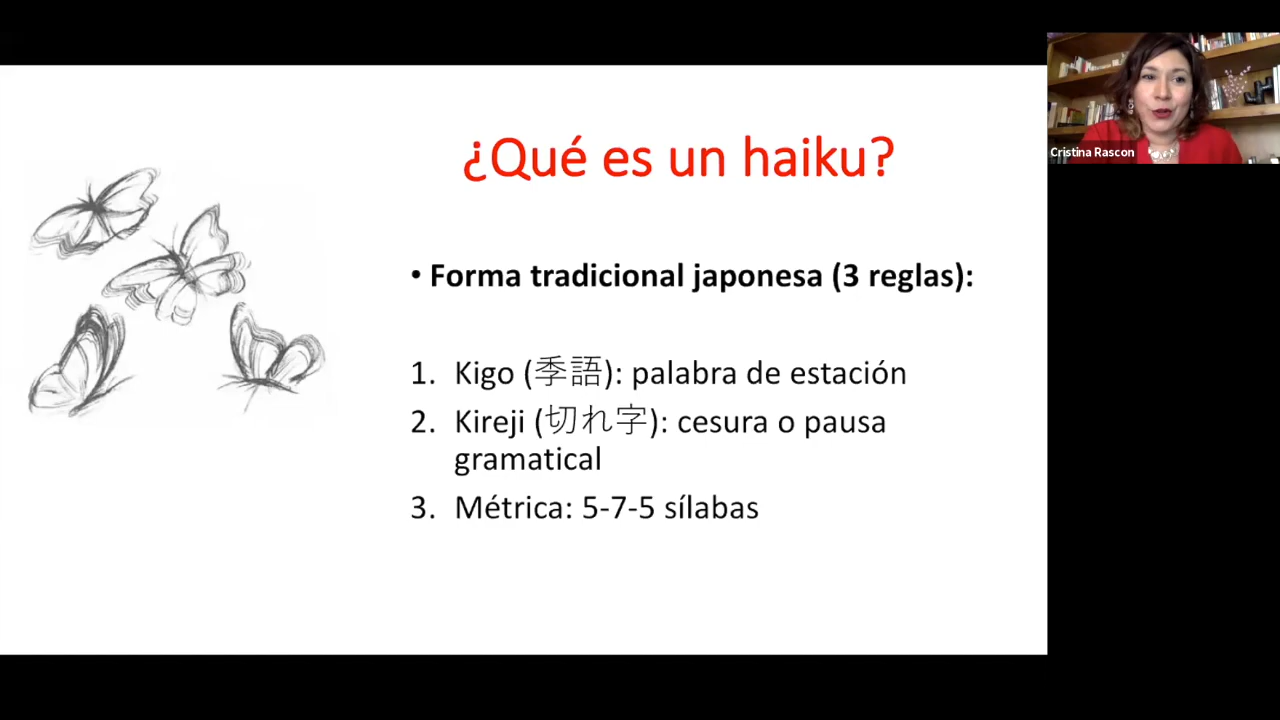 ¿Qué es un haiku?
Cristina Rascon
• Forma tradicional japonesa (3 reglas):
1. Kigo (季語): palabra de estación
2. Kireji (切れ字): cesura o pausa
gramatical
3. Métrica: 5-7-5 sílabas